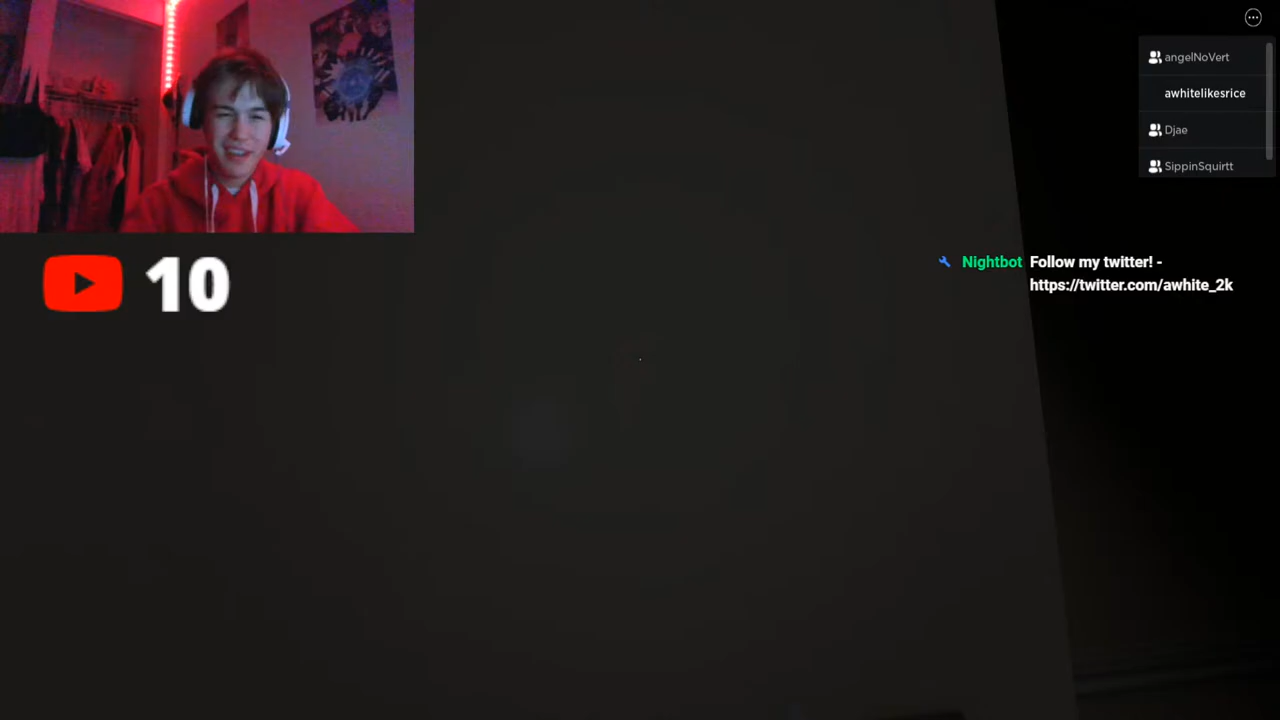 angelNoVert
awhitelikesrice
Djae
SippinSquirtt
10
Nightbot Follow my twitter! -
https://twitter.com/awhite_2k